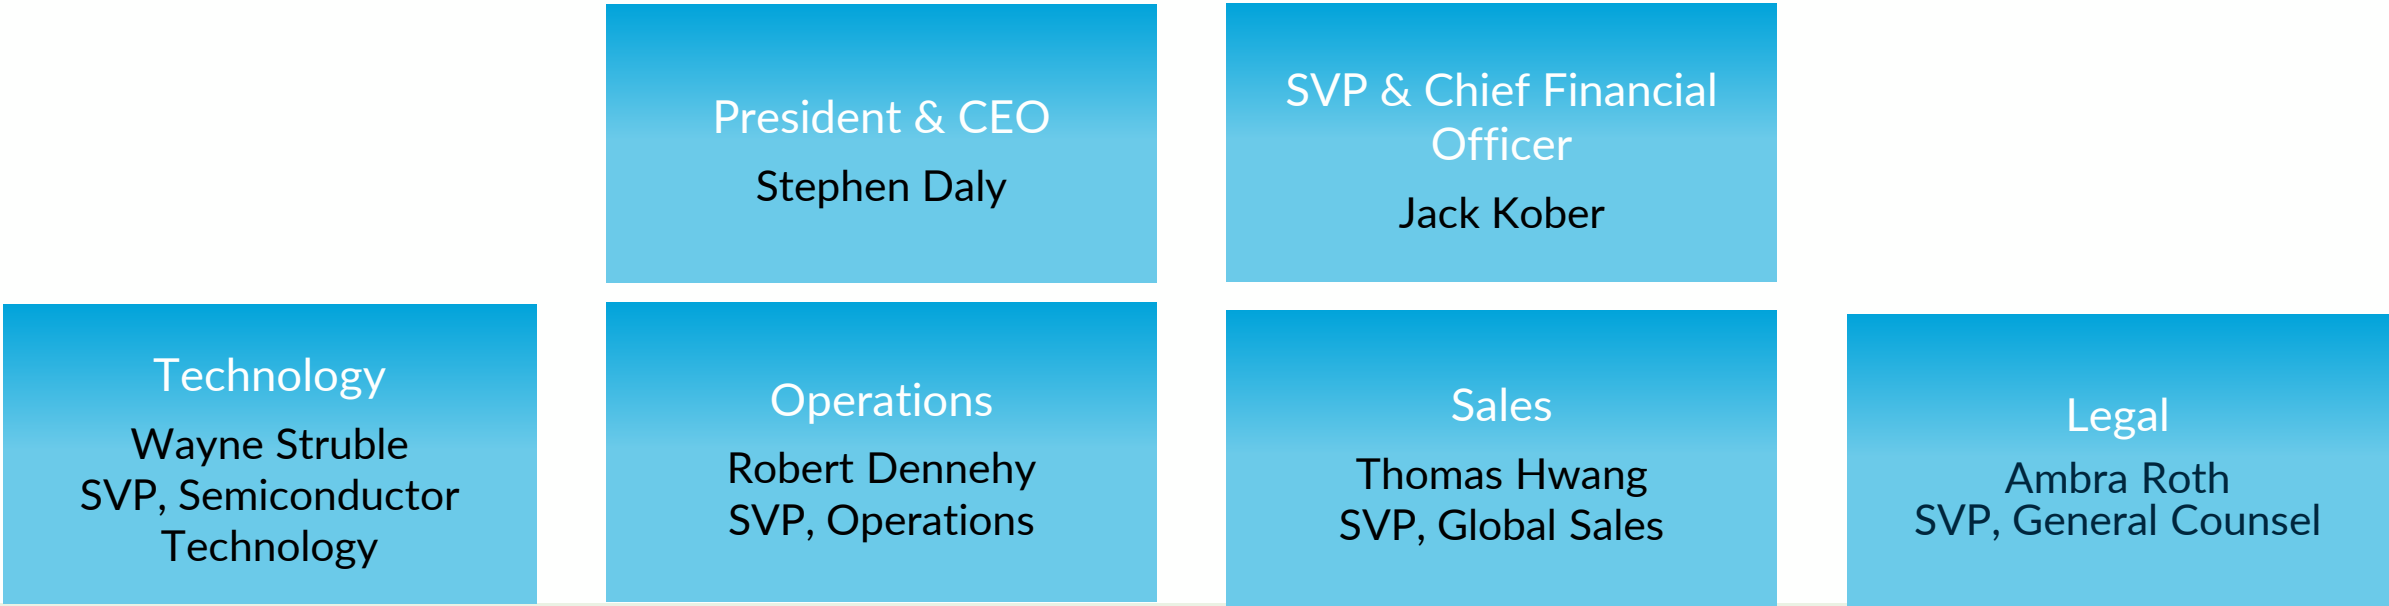 President & CEO
Stephen Daly
SVP & Chief Financial
Officer
Jack Kober
Technology
Wayne Struble
SVP, Semiconductor
Technology
Operations
Robert Dennehy
SVP, Operations
Sales
Thomas Hwang
SVP, Global Sales
Legal
Ambra Roth
SVP, General Counsel